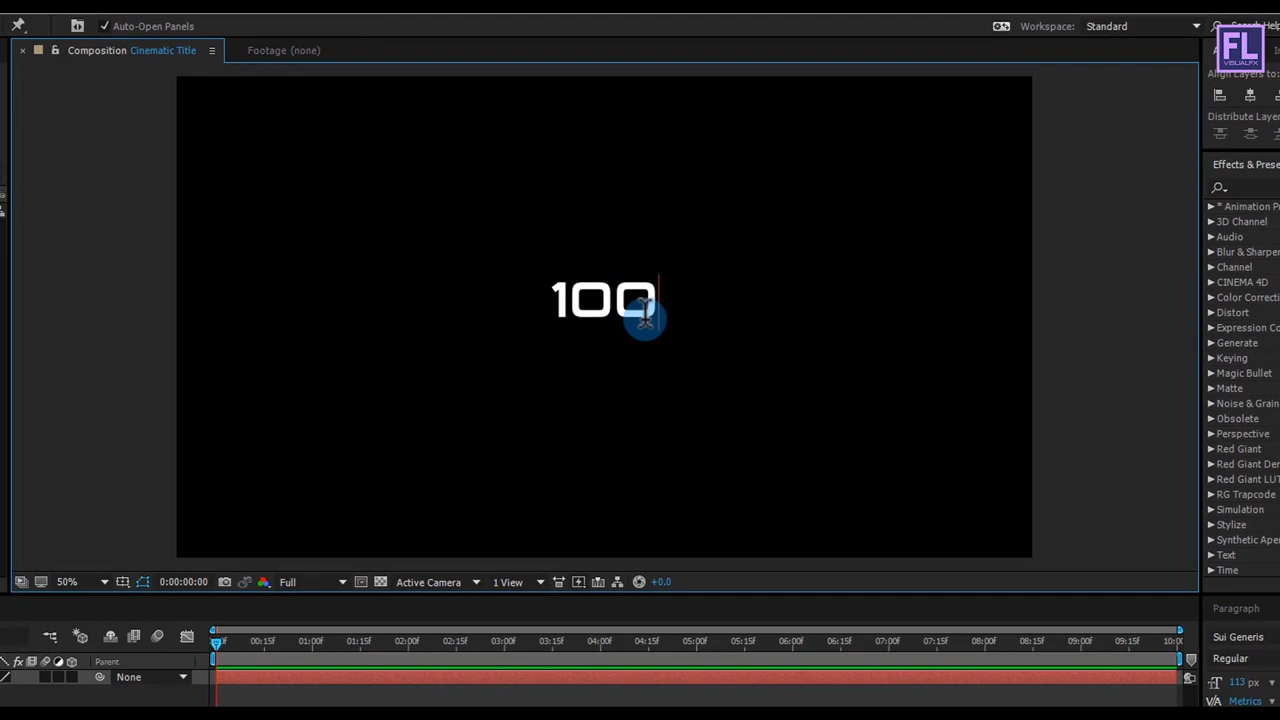 Auto-Open Panels
Workspace: Standard
Search Help
FL
VISUALFX
Composition Cinematic Title
Footage (none)
Align Layers to:
Distribute Layer
Effects & Prese
* Animation P
3D Channel
Audio
Blur & Sharpe
Channel
CINEMA 4D
Color Correcti
Distort
Expression Co
Generate
Keying
Magic Bullet
Matte
Noise & Grain
Obsolete
Perspective
Red Giant
Red Giant Den
Red Giant LUT
RG Trapcode
Simulation
Stylize
Synthetic Aper
Text
Time
100
50%
0:00:00:00
Full
Active Camera
1 View
+0.0
00:15f 01:00f 01:15f 02:00f 02:15f 03:00f 03:15f 04:00f 04:15f 05:00f 05:15f 06:00f 06:15f 07:00f 07:15f 08:00f 08:15f 09:00f 09:15f 10:00
Parent
None
Paragraph
Sui Generis
Regular
113 px
Metrics